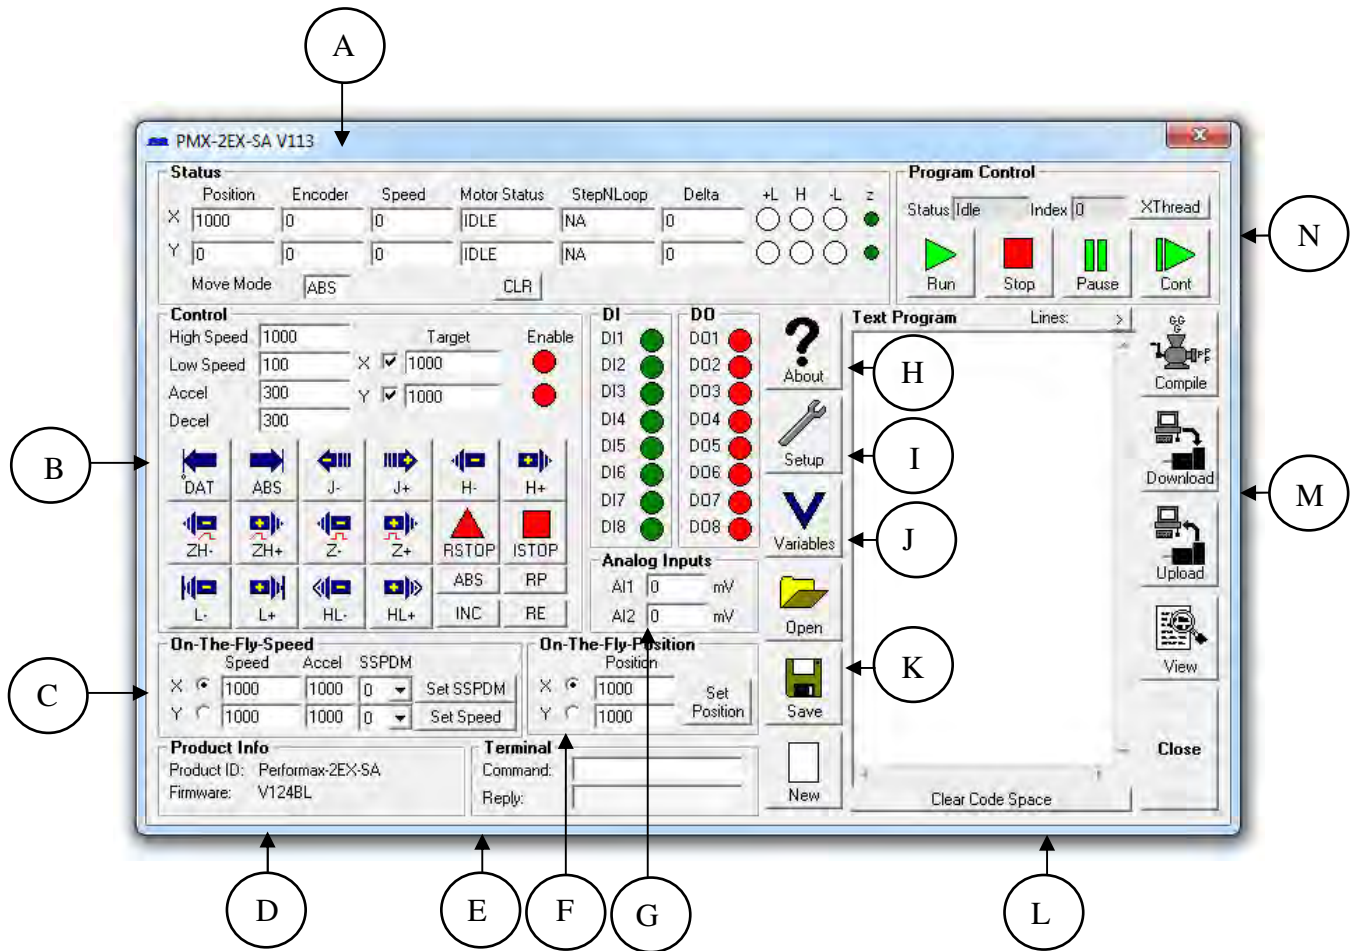 A
PMX-2EX-SA V113
Status
Position Encoder Speed Motor Status StepNLoop Delta +L H -L z
X 1000 0 0 IDLE NA 0
Y 0 0 0 IDLE NA 0
Move Mode ABS CLR
Program Control
Status Idle Index 0 XThread
Run Stop Pause Cont
N
Control
High Speed 1000
Low Speed 100
Accel 300
Decel 300
Target Enable
X 1000
Y 1000
DAT ABS J- J+ H- H+
ZH- ZH+ Z- Z+ RSTOP ISTOP
L- L+ HL- HL+ ABS RP
INC RE
B
DI
DI1
DI2
DI3
DI4
DI5
DI6
DI7
DI8
DO
DO1
DO2
DO3
DO4
DO5
DO6
DO7
DO8
Analog Inputs
AI1 0 mV
AI2 0 mV
About
Setup
Variables
Open
Save
New
H
I
J
K
Text Program Lines: >
Clear Code Space
GG
G
PP
P
Compile
Download
Upload
View
Close
M
On-The-Fly-Speed
Speed Accel SSPDM
X 1000 1000 0 Set SSPDM
Y 1000 1000 0 Set Speed
C
On-The-Fly-Position
Position
X 1000
Y 1000
Set
Position
Product Info
Product ID: Performax-2EX-SA
Firmware: V124BL
Terminal
Command:
Reply:
D E F G L